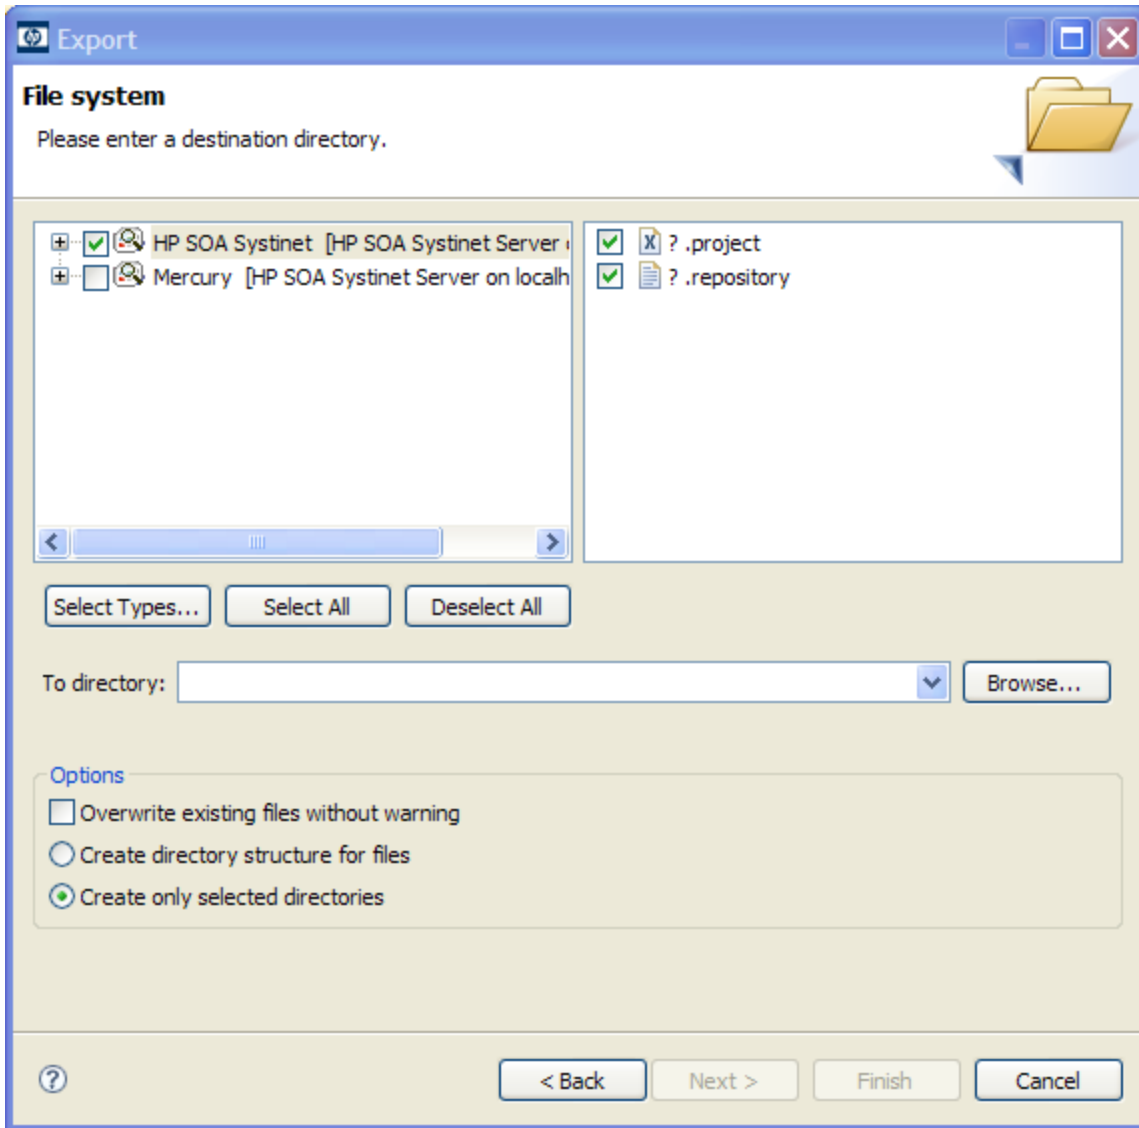 Export
File system
Please enter a destination directory.
HP SOA Systinet [HP SOA Systinet Server
Mercury [HP SOA Systinet Server on localh
? .project
? .repository
Select Types...
Select All
Deselect All
To directory:
Browse...
Options
Overwrite existing files without warning
Create directory structure for files
Create only selected directories
< Back
Next >
Finish
Cancel